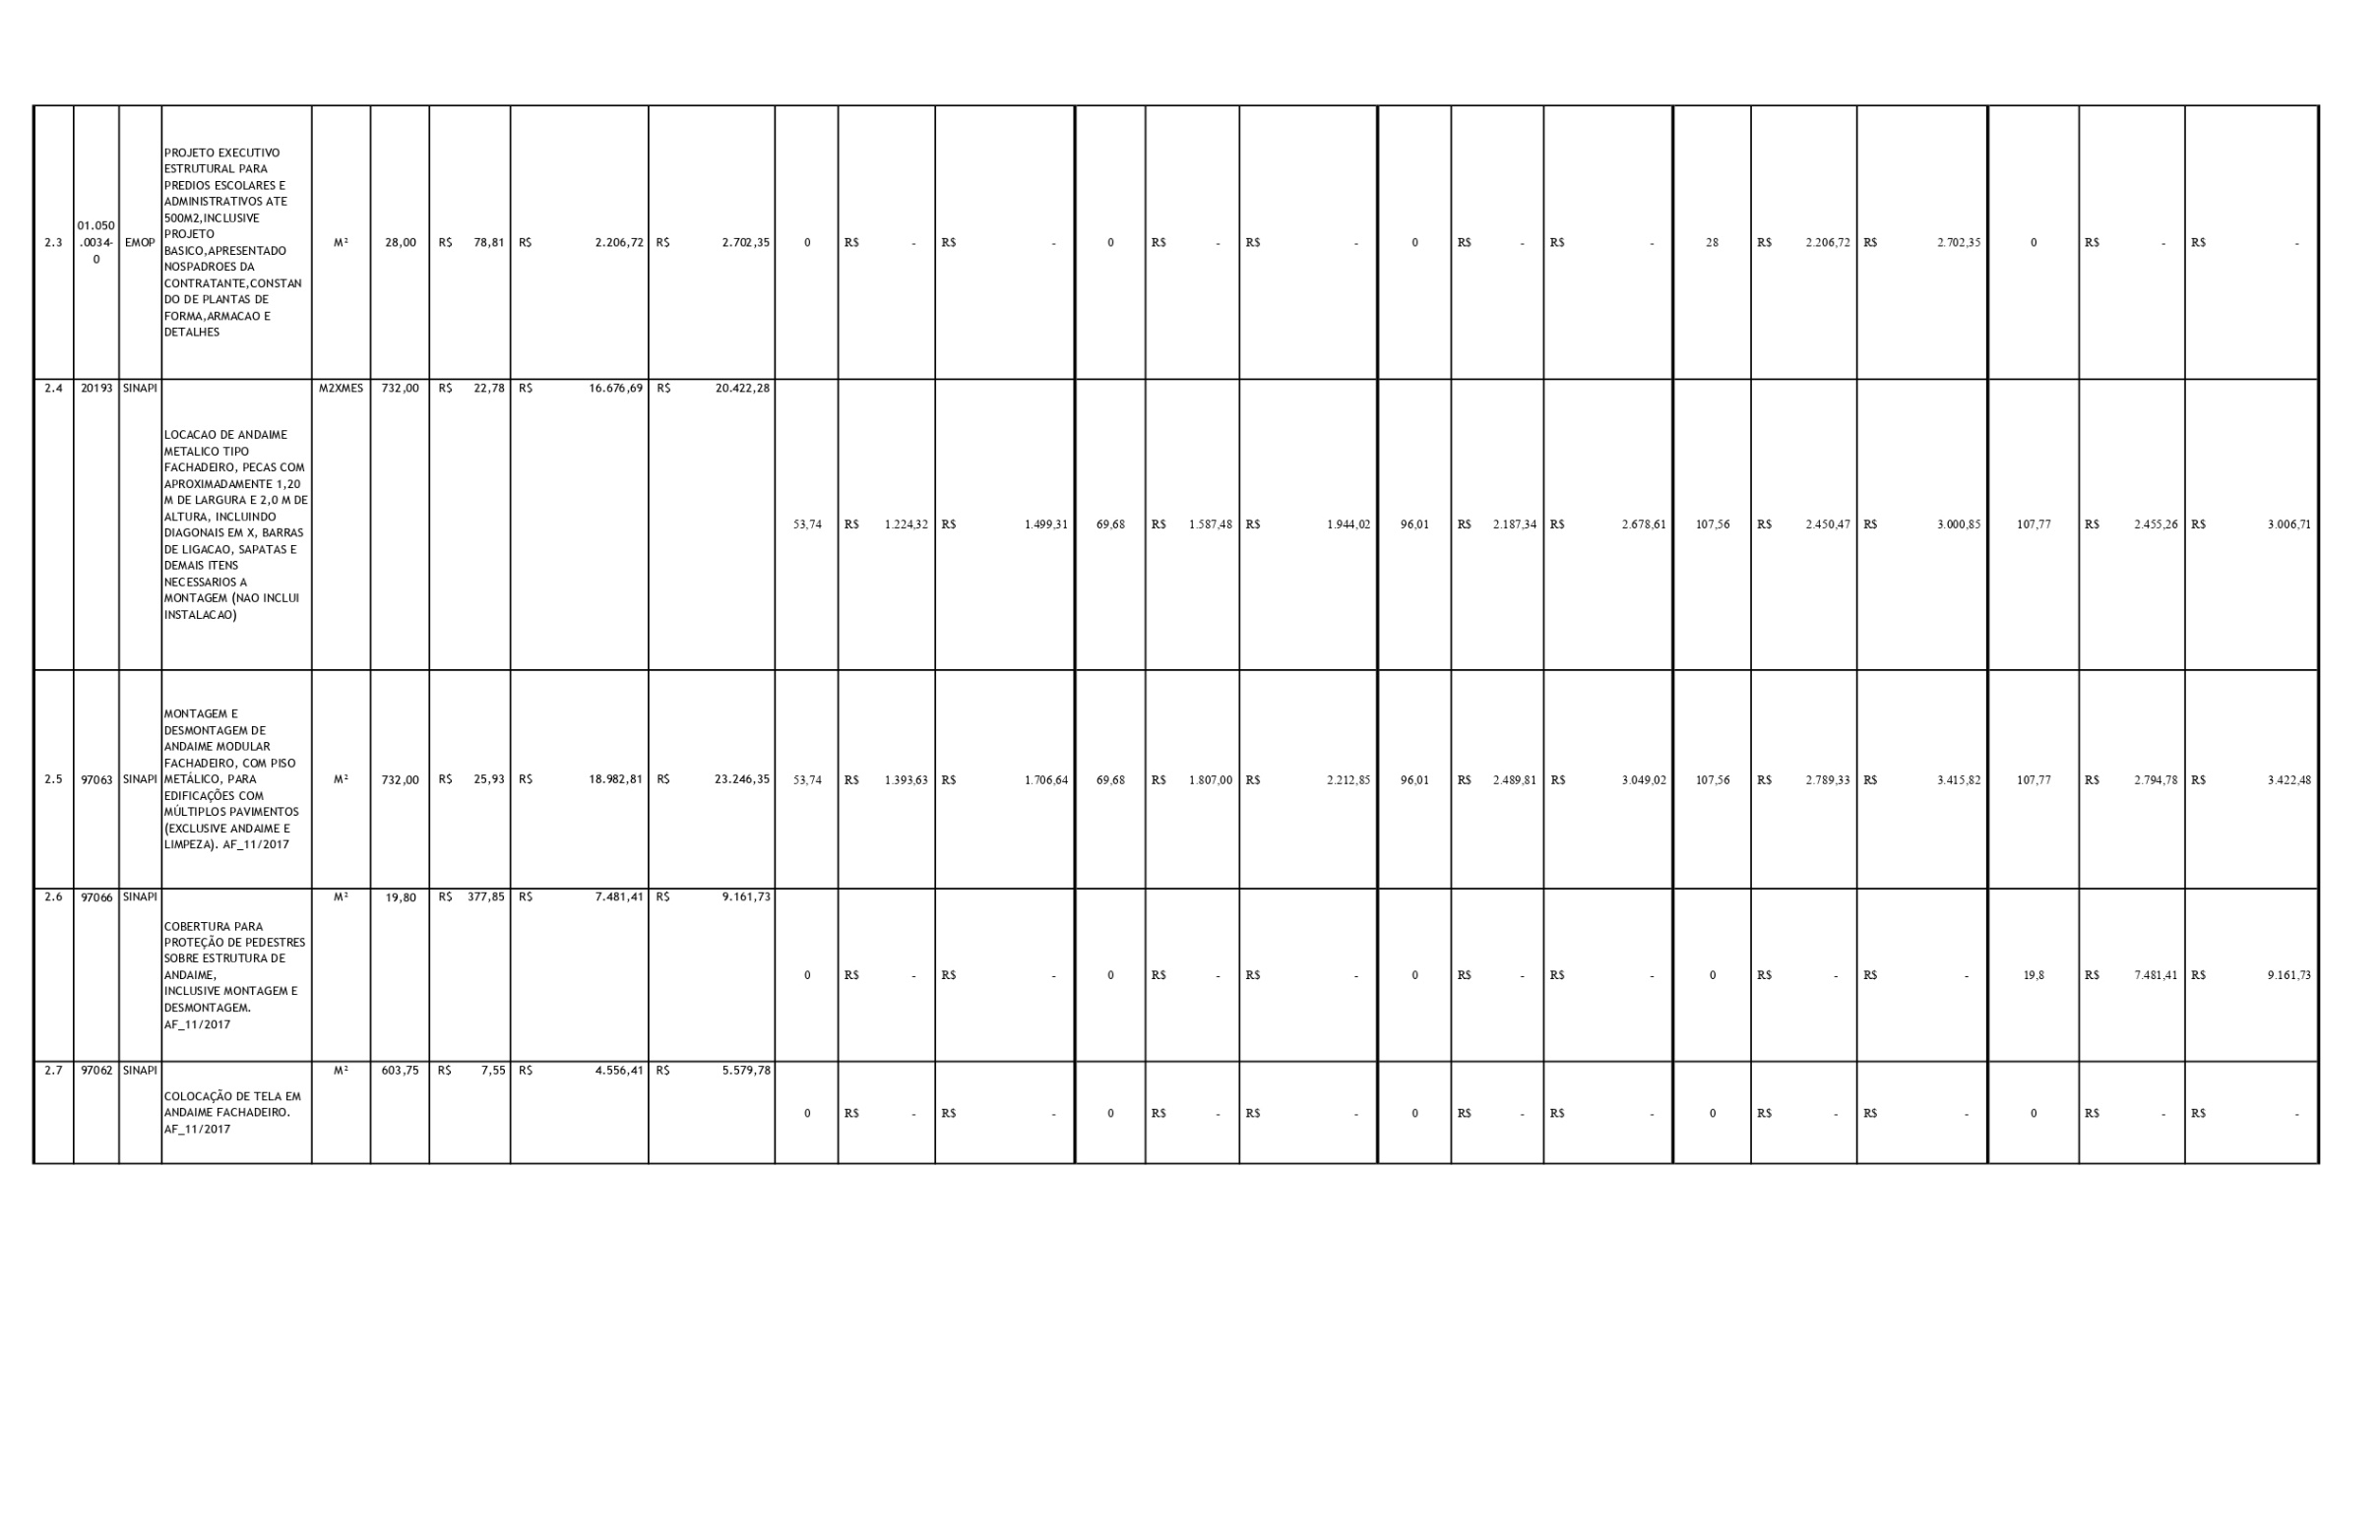 2.3 01.050.0034-0 EMOP PROJETO EXECUTIVO ESTRUTURAL PARA PREDIOS ESCOLARES E ADMINISTRATIVOS ATE 500M2,INCLUSIVE PROJETO BASICO,APRESENTADO NOSPADROES DA CONTRATANTE,CONSTANDO DE PLANTAS DE FORMA,ARMACAO E DETALHES M² 28,00 R$ 78,81 R$ 2.206,72 R$ 2.702,35 0 R$ - R$ - 0 R$ - R$ - 0 R$ - R$ - 28 R$ 2.206,72 R$ 2.702,35 0 R$ - R$ -
2.4 20193 SINAPI LOCACAO DE ANDAIME METALICO TIPO FACHADEIRO, PECAS COM APROXIMADAMENTE 1,20 M DE LARGURA E 2,0 M DE ALTURA, INCLUINDO DIAGONAIS EM X, BARRAS DE LIGACAO, SAPATAS E DEMAIS ITENS NECESSARIOS A MONTAGEM (NAO INCLUI INSTALACAO) M2XMES 732,00 R$ 22,78 R$ 16.676,69 R$ 20.422,28 53,74 R$ 1.224,32 R$ 1.499,31 69,68 R$ 1.587,48 R$ 1.944,02 96,01 R$ 2.187,34 R$ 2.678,61 107,56 R$ 2.450,47 R$ 3.000,85 107,77 R$ 2.455,26 R$ 3.006,71
2.5 97063 SINAPI MONTAGEM E DESMONTAGEM DE ANDAIME MODULAR FACHADEIRO, COM PISO METÁLICO, PARA EDIFICAÇÕES COM MÚLTIPLOS PAVIMENTOS (EXCLUSIVE ANDAIME E LIMPEZA). AF_11/2017 M² 732,00 R$ 25,93 R$ 18.982,81 R$ 23.246,35 53,74 R$ 1.393,63 R$ 1.706,64 69,68 R$ 1.807,00 R$ 2.212,85 96,01 R$ 2.489,81 R$ 3.049,02 107,56 R$ 2.789,33 R$ 3.415,82 107,77 R$ 2.794,78 R$ 3.422,48
2.6 97066 SINAPI COBERTURA PARA PROTEÇÃO DE PEDESTRES SOBRE ESTRUTURA DE ANDAIME, INCLUSIVE MONTAGEM E DESMONTAGEM. AF_11/2017 M² 19,80 R$ 377,85 R$ 7.481,41 R$ 9.161,73 0 R$ - R$ - 0 R$ - R$ - 0 R$ - R$ - 0 R$ - R$ - 19,8 R$ 7.481,41 R$ 9.161,73
2.7 97062 SINAPI COLOCAÇÃO DE TELA EM ANDAIME FACHADEIRO. AF_11/2017 M² 603,75 R$ 7,55 R$ 4.556,41 R$ 5.579,78 0 R$ - R$ - 0 R$ - R$ - 0 R$ - R$ - 0 R$ - R$ - 0 R$ - R$ -